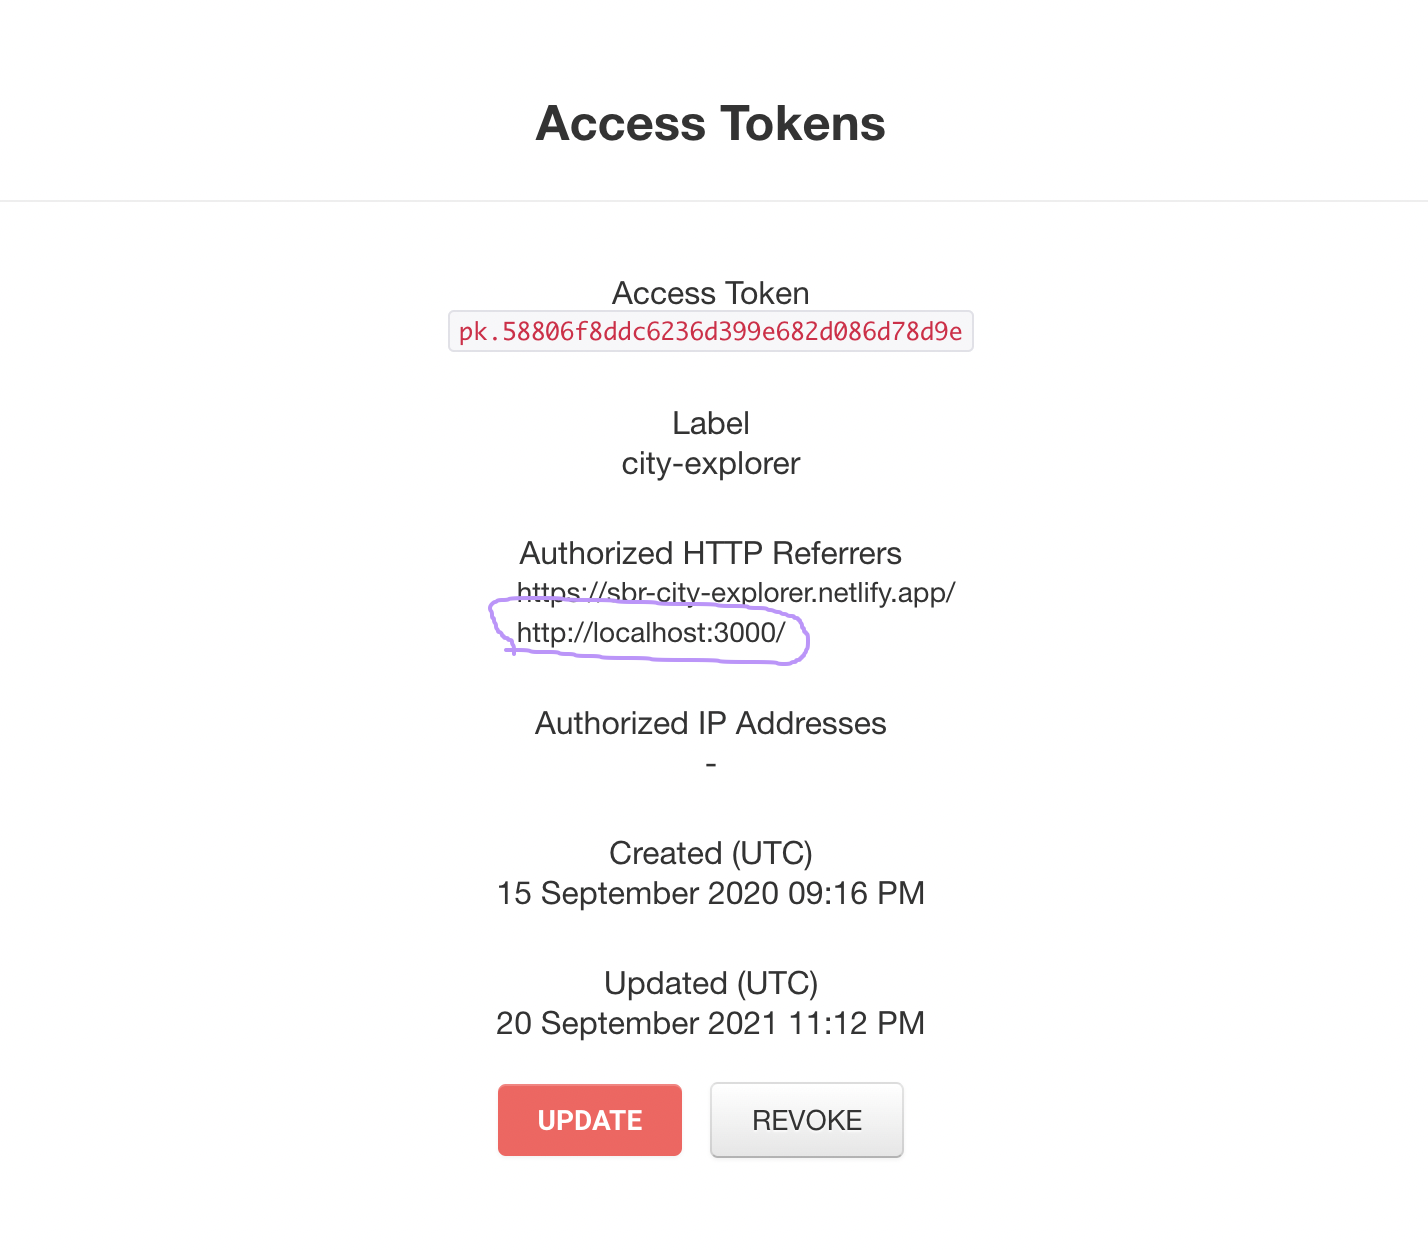 Access Tokens
Access Token
pk.58806f8ddc6236d399e682d086d78d9e
Label
city-explorer
Authorized HTTP Referrers
https://sbr-city-explorer.netlify.app/
http://localhost:3000/
Authorized IP Addresses
-
Created (UTC)
15 September 2020 09:16 PM
Updated (UTC)
20 September 2021 11:12 PM
UPDATE
REVOKE